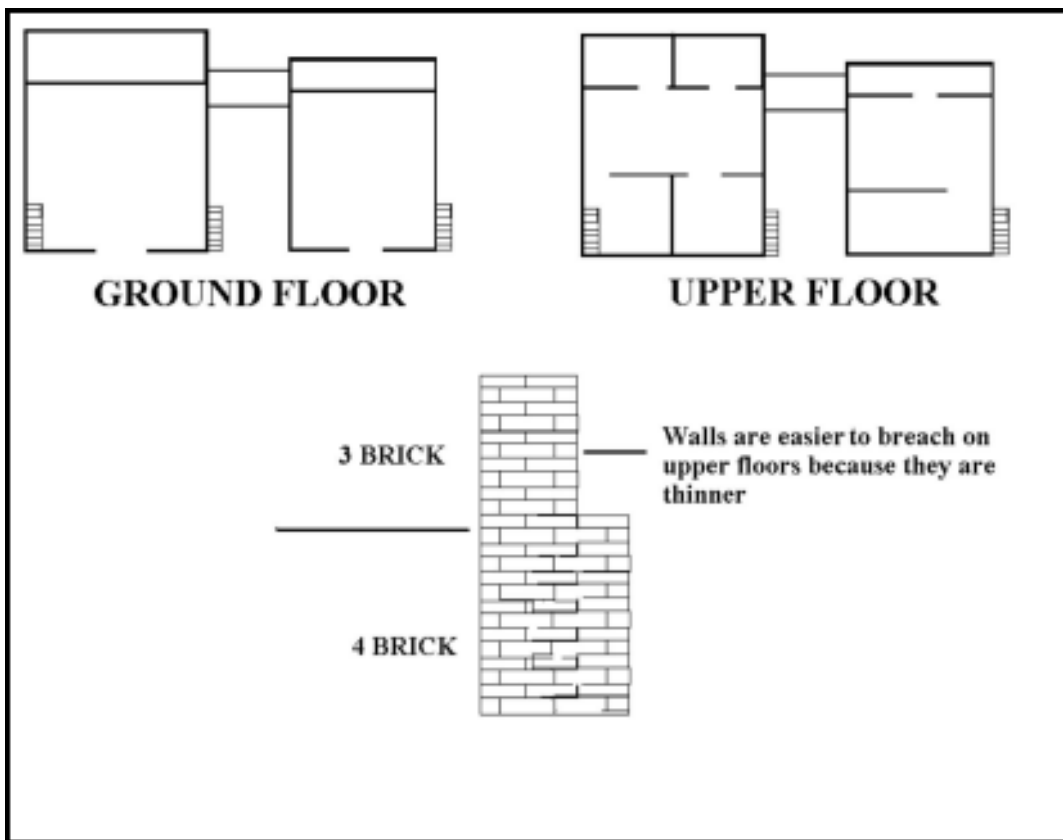 GROUND FLOOR
UPPER FLOOR
3 BRICK
Walls are easier to breach on
upper floors because they are
thinner
4 BRICK